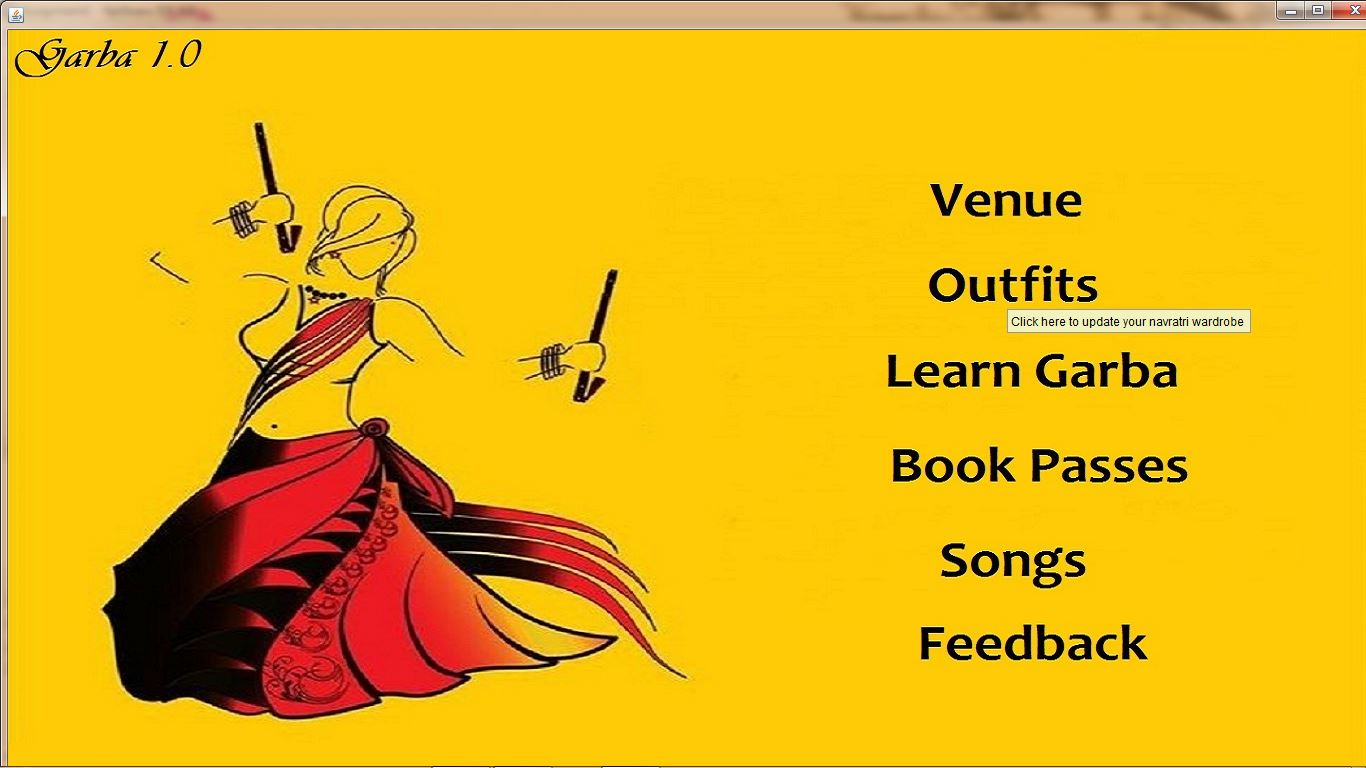 Garba 1.0
Venue
Outfits
Click here to update your navratri wardrobe
Learn Garba
Book Passes
Songs
Feedback